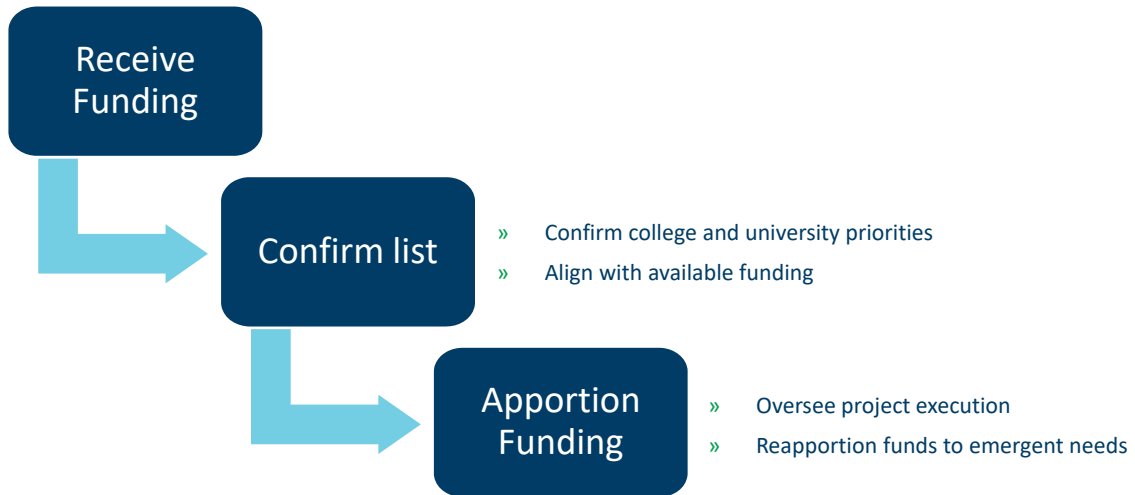 Receive
Funding
Confirm list
» Confirm college and university priorities
» Align with available funding
Apportion
Funding
» Oversee project execution
» Reapportion funds to emergent needs